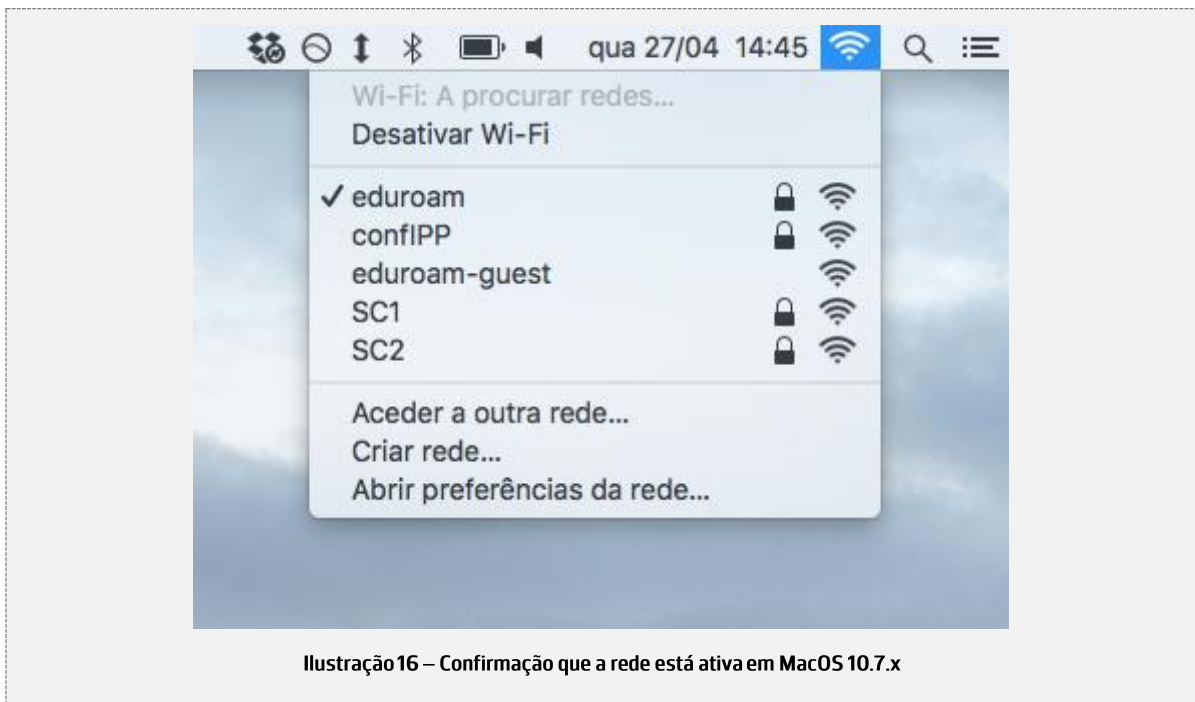 qua 27/04 14:45
Wi-Fi: A procurar redes...
Desativar Wi-Fi
✓ eduroam
confIPP
eduroam-guest
SC1
SC2
Aceder a outra rede...
Criar rede...
Abrir preferências da rede...
Ilustração 16 – Confirmação que a rede está ativa em MacOS 10.7.x